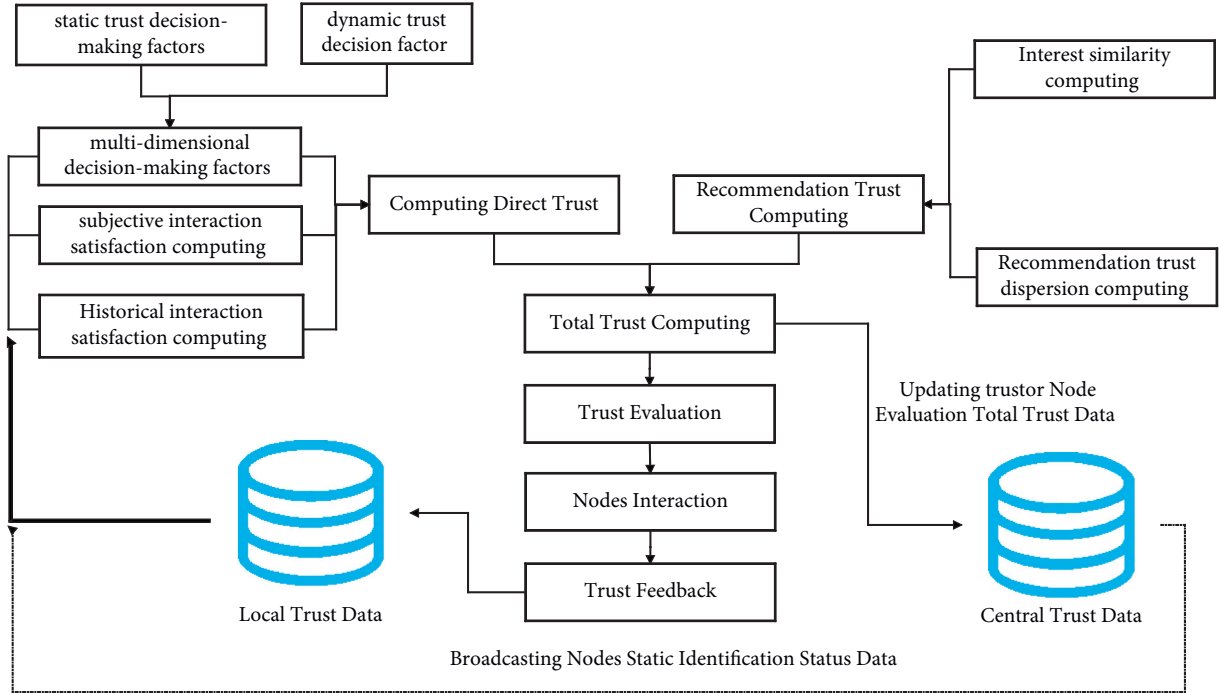 static trust decision-
making factors
dynamic trust
decision factor
Interest similarity
computing
multi-dimensional
decision-making factors
Computing Direct Trust
Recommendation Trust
Computing
subjective interaction
satisfaction computing
Recommendation trust
dispersion computing
Historical interaction
satisfaction computing
Total Trust Computing
Updating trustor Node
Evaluation Total Trust Data
Trust Evaluation
Nodes Interaction
Trust Feedback
Local Trust Data
Central Trust Data
Broadcasting Nodes Static Identification Status Data